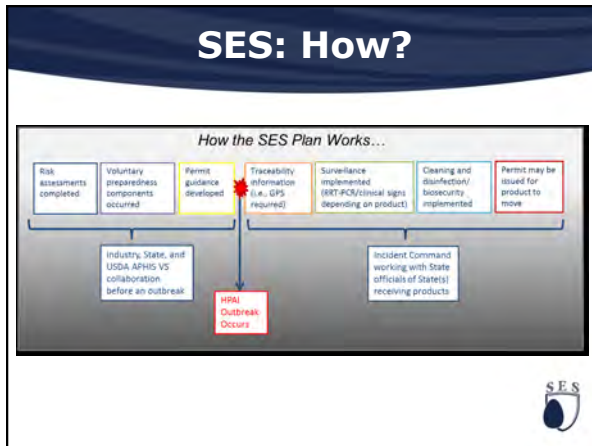 SES: How?
How the SES Plan Works...
Risk
assessments
completed
Voluntary
preparedness
components
occurred
Permit
guidance
developed
Traceability
information
(i.e., GPS
required)
Surveillance
implemented
(RRT-PCR/clinical signs
depending on product)
Cleaning and
disinfection/
biosecurity
implemented
Permit may be
issued for
product to
move
Industry, State, and
USDA APHIS VS
collaboration
before an outbreak
Incident Command
working with State
officials of State(s)
receiving products
HPAI
Outbreak
Occurs
SES